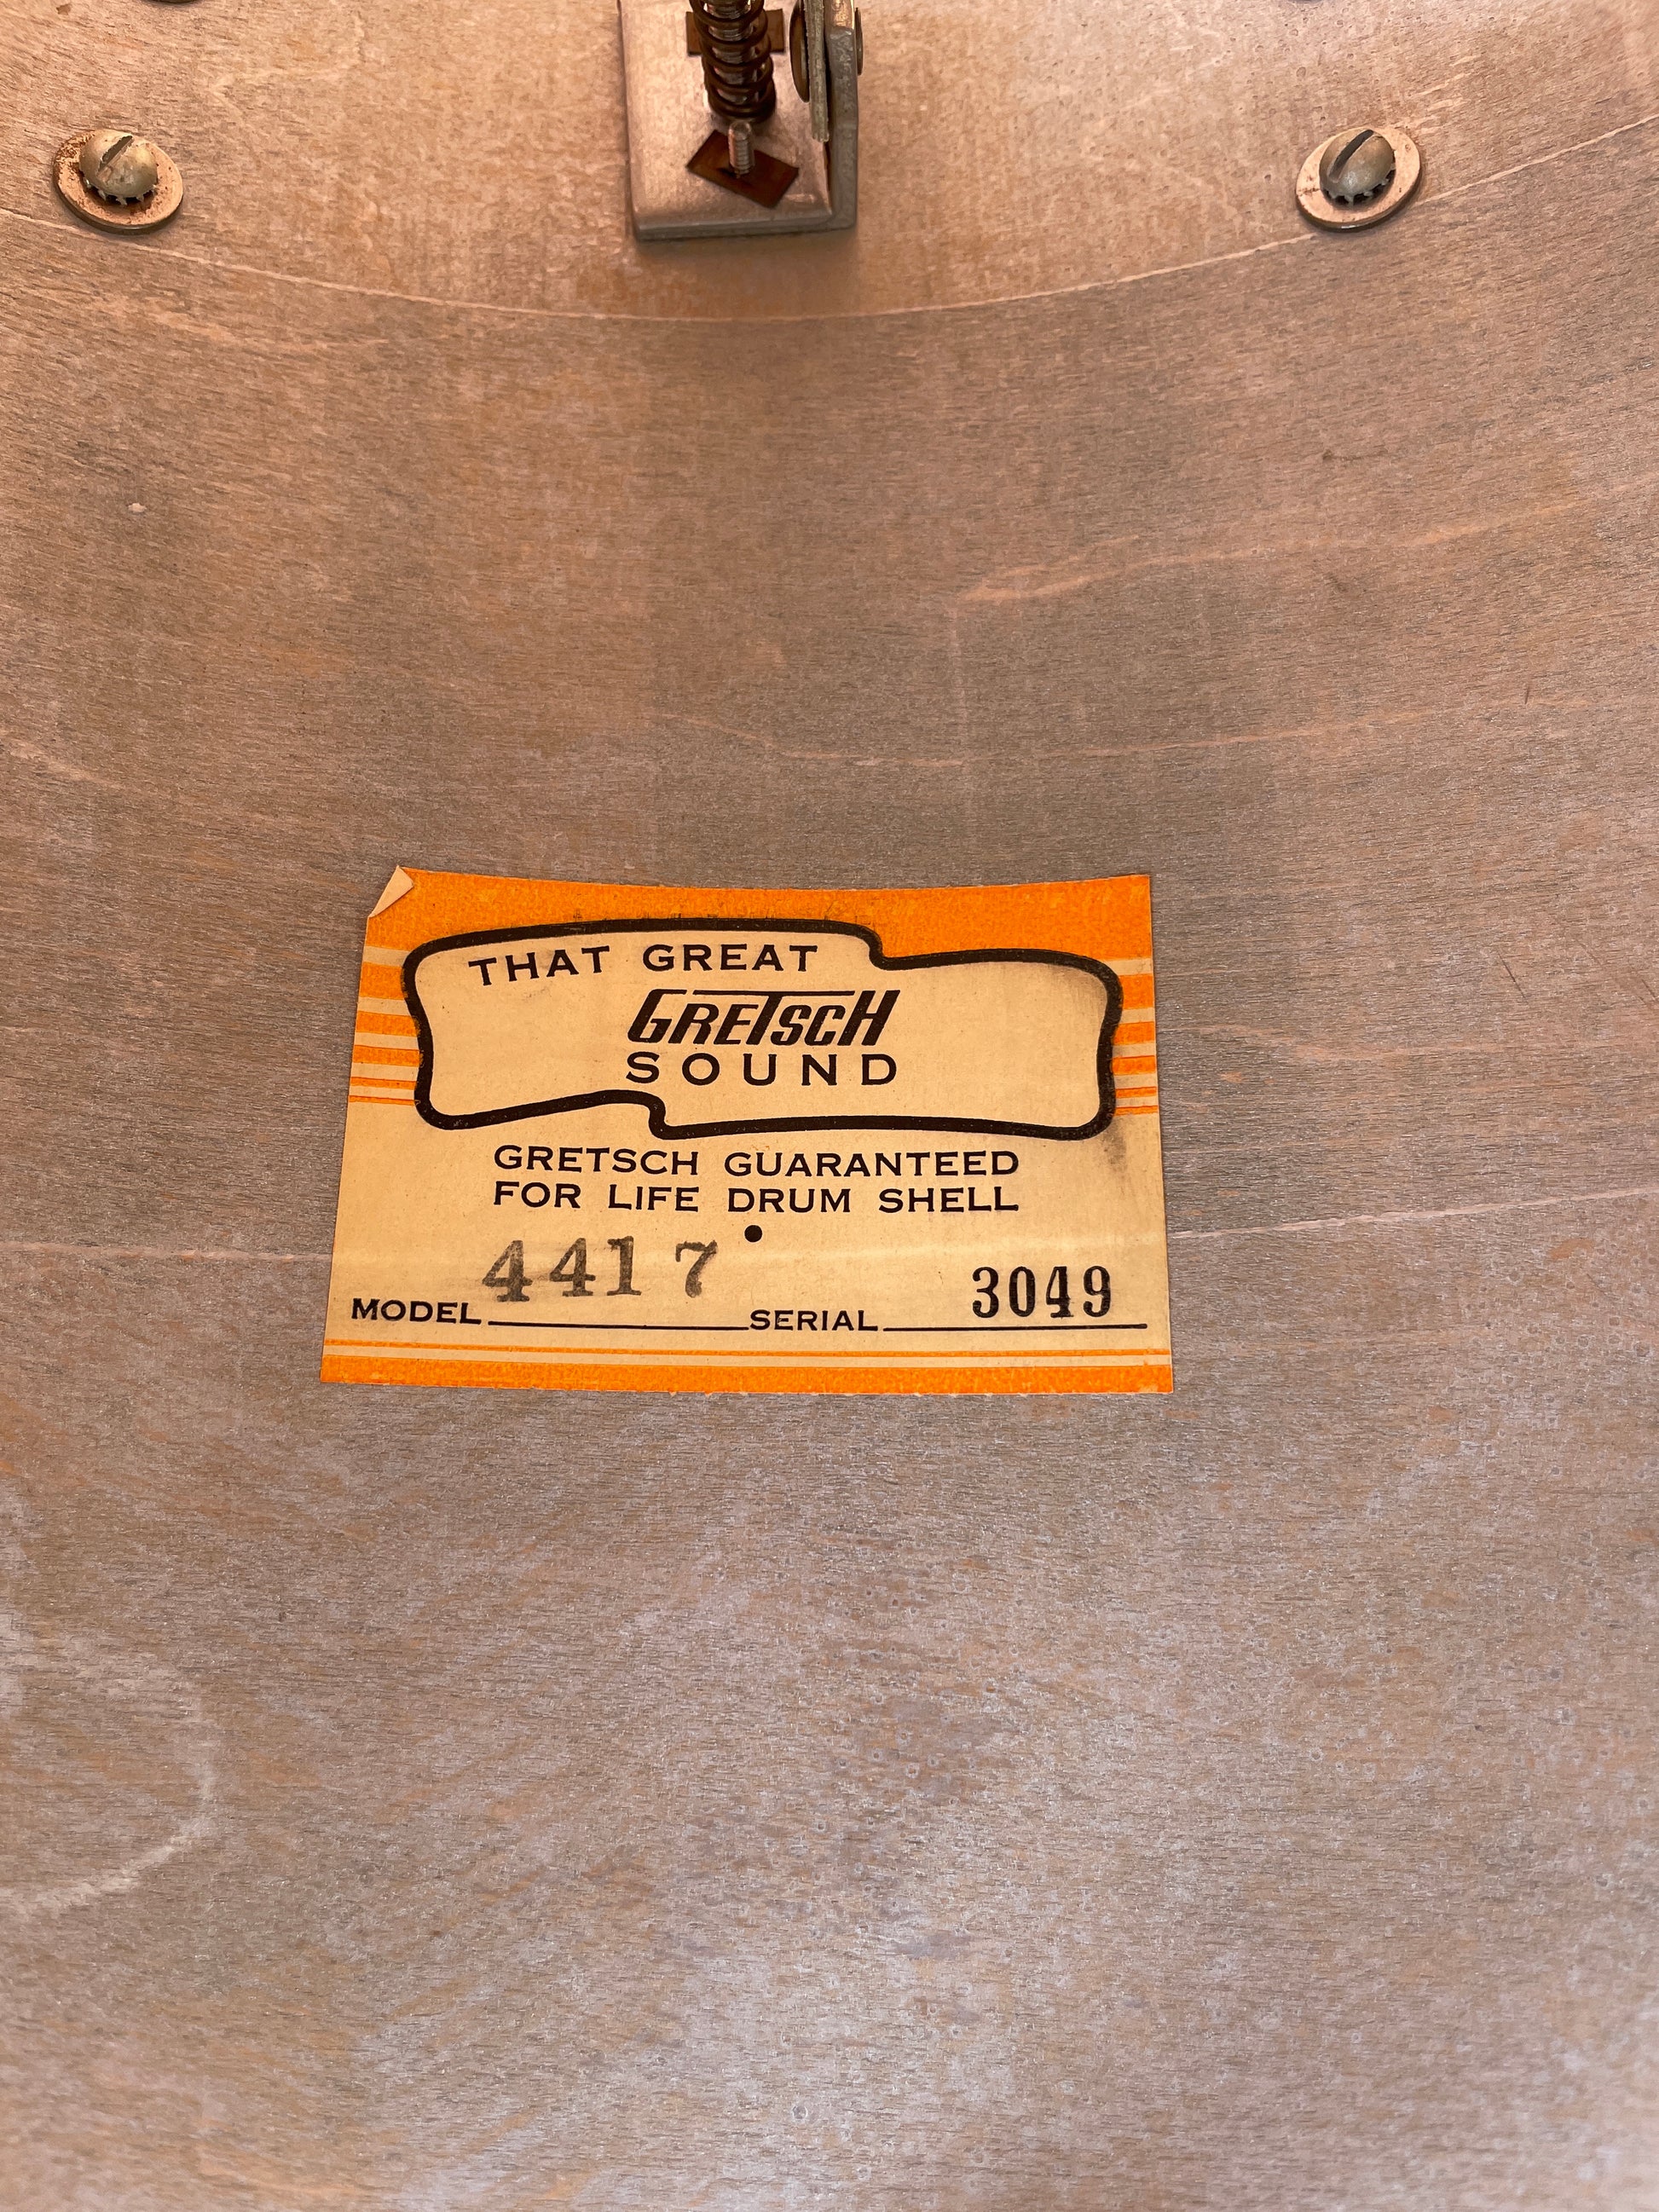 THAT GREAT
GRETSCH
SOUND
GRETSCH GUARANTEED
FOR LIFE DRUM SHELL
MODEL 4417 SERIAL 3049